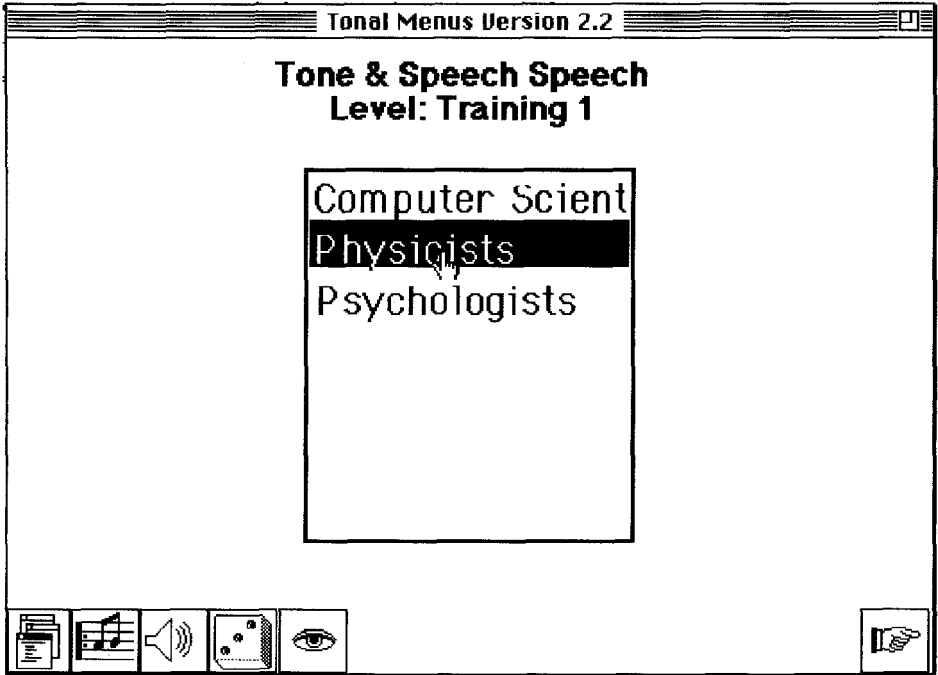 Tonal Menus Version 2.2
Tone & Speech Speech
Level: Training 1
Computer Scient
Physicists
Psychologists